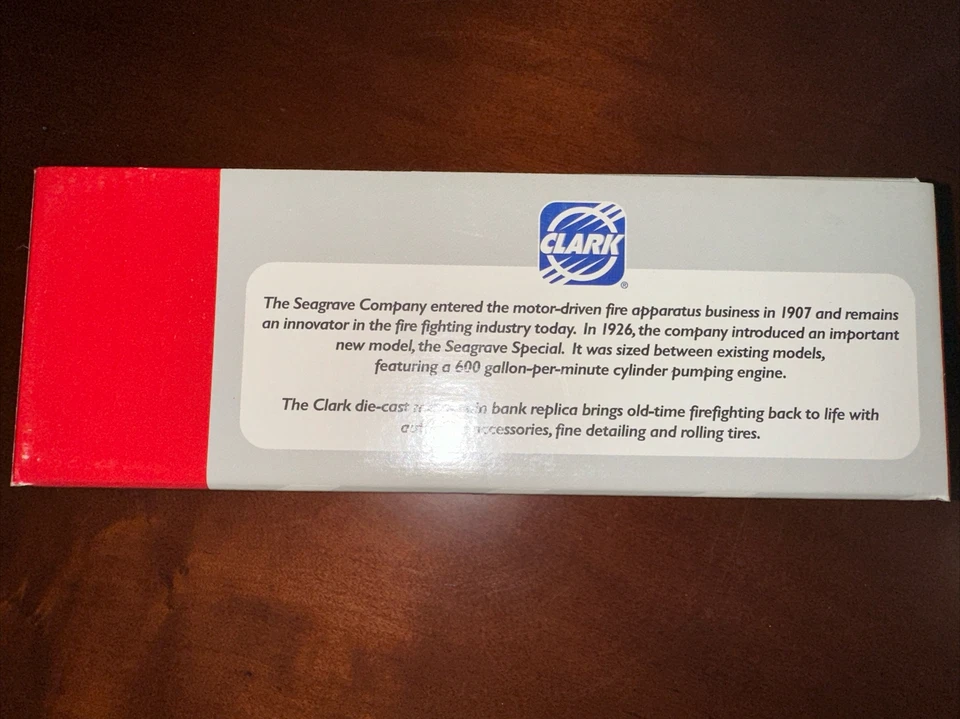 CLARK
®
The Seagrave Company entered the motor-driven fire apparatus business in 1907 and remains
an innovator in the fire fighting industry today. In 1926, the company introduced an important
new model, the Seagrave Special. It was sized between existing models,
featuring a 600 gallon-per-minute cylinder pumping engine.
The Clark die-cast bank replica brings old-time firefighting back to life with
accessories, fine detailing and rolling tires.